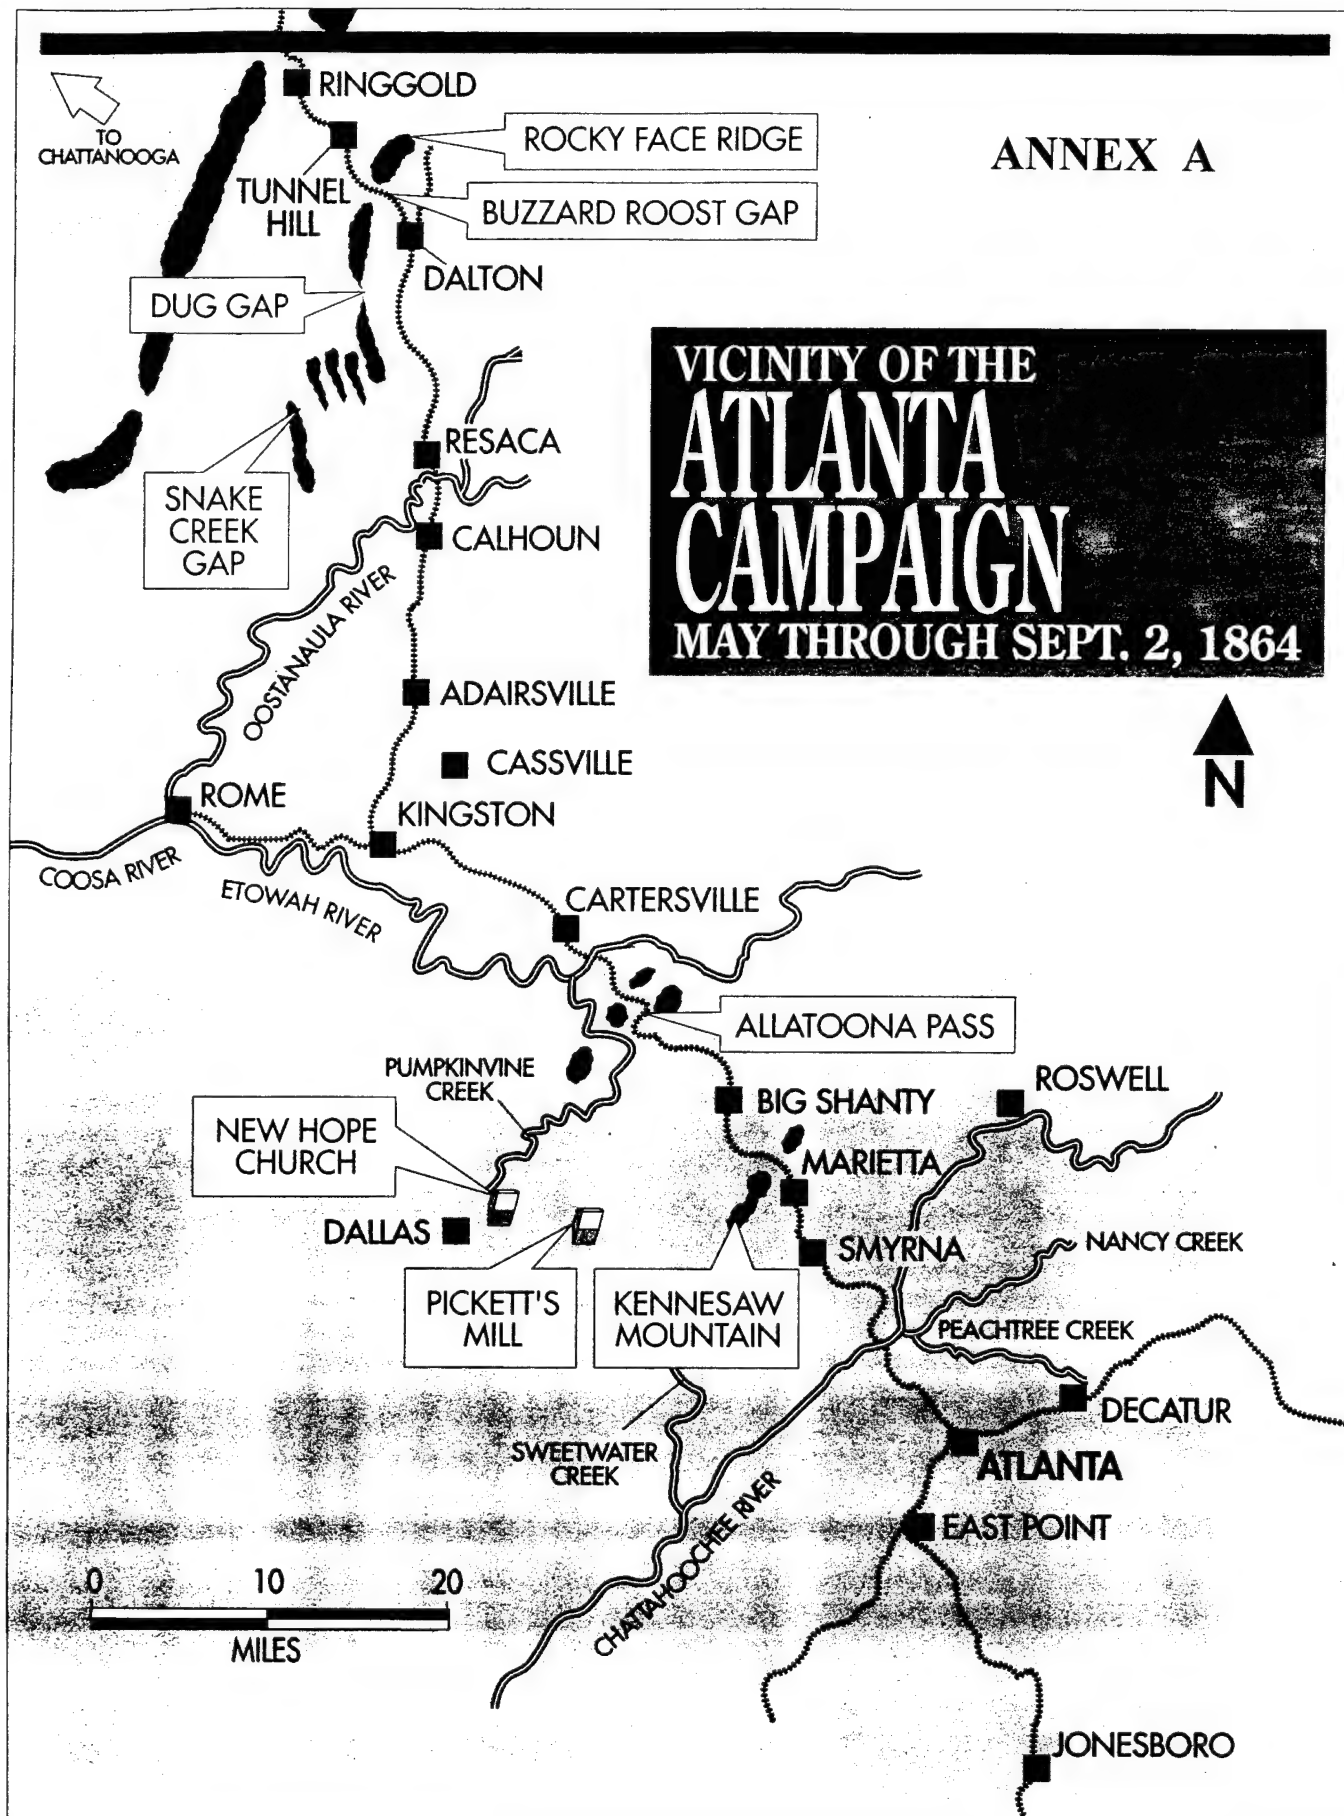 RINGGOLD
TO
CHATTANOOGA
ROCKY FACE RIDGE
ANNEX A
TUNNEL
HILL
BUZZARD ROOST GAP
DALTON
DUG GAP
VICINITY OF THE
ATLANTA
CAMPAIGN
MAY THROUGH SEPT. 2, 1864
RESACA
SNAKE
CREEK
GAP
CALHOUN
OOSTANAULA RIVER
ADAIRSVILLE
CASSVILLE
N
ROME
KINGSTON
COOSA RIVER
ETOWAH RIVER
CARTERSVILLE
ALLATOONA PASS
PUMPKINVINE
CREEK
ROSWELL
BIG SHANTY
NEW HOPE
CHURCH
MARIETTA
DALLAS
SMYRNA
NANCY CREEK
PICKETT'S
MILL
KENNESAW
MOUNTAIN
PEACHTREE CREEK
DECATUR
SWEETWATER
CREEK
ATLANTA
CHATTAHOOCHEE RIVER
EAST POINT
0 10 20
MILES
JONESBORO